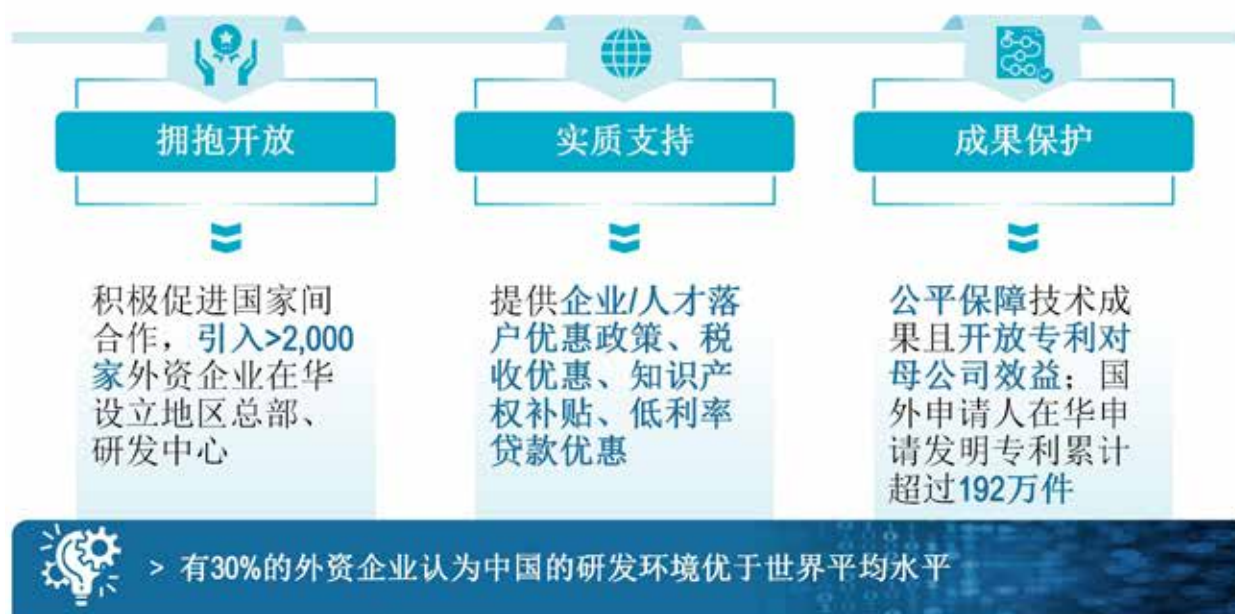 拥抱开放
积极促进国家间
合作，引入>2,000
家外资企业在华
设立地区总部、
研发中心
实质支持
提供企业/人才落
户优惠政策、税
收优惠、知识产
权补贴、低利率
贷款优惠
成果保护
公平保障技术成
果且开放专利对
母公司效益；国
外申请人在华申
请发明专利累计
超过192万件
> 有30%的外资企业认为中国的研发环境优于世界平均水平